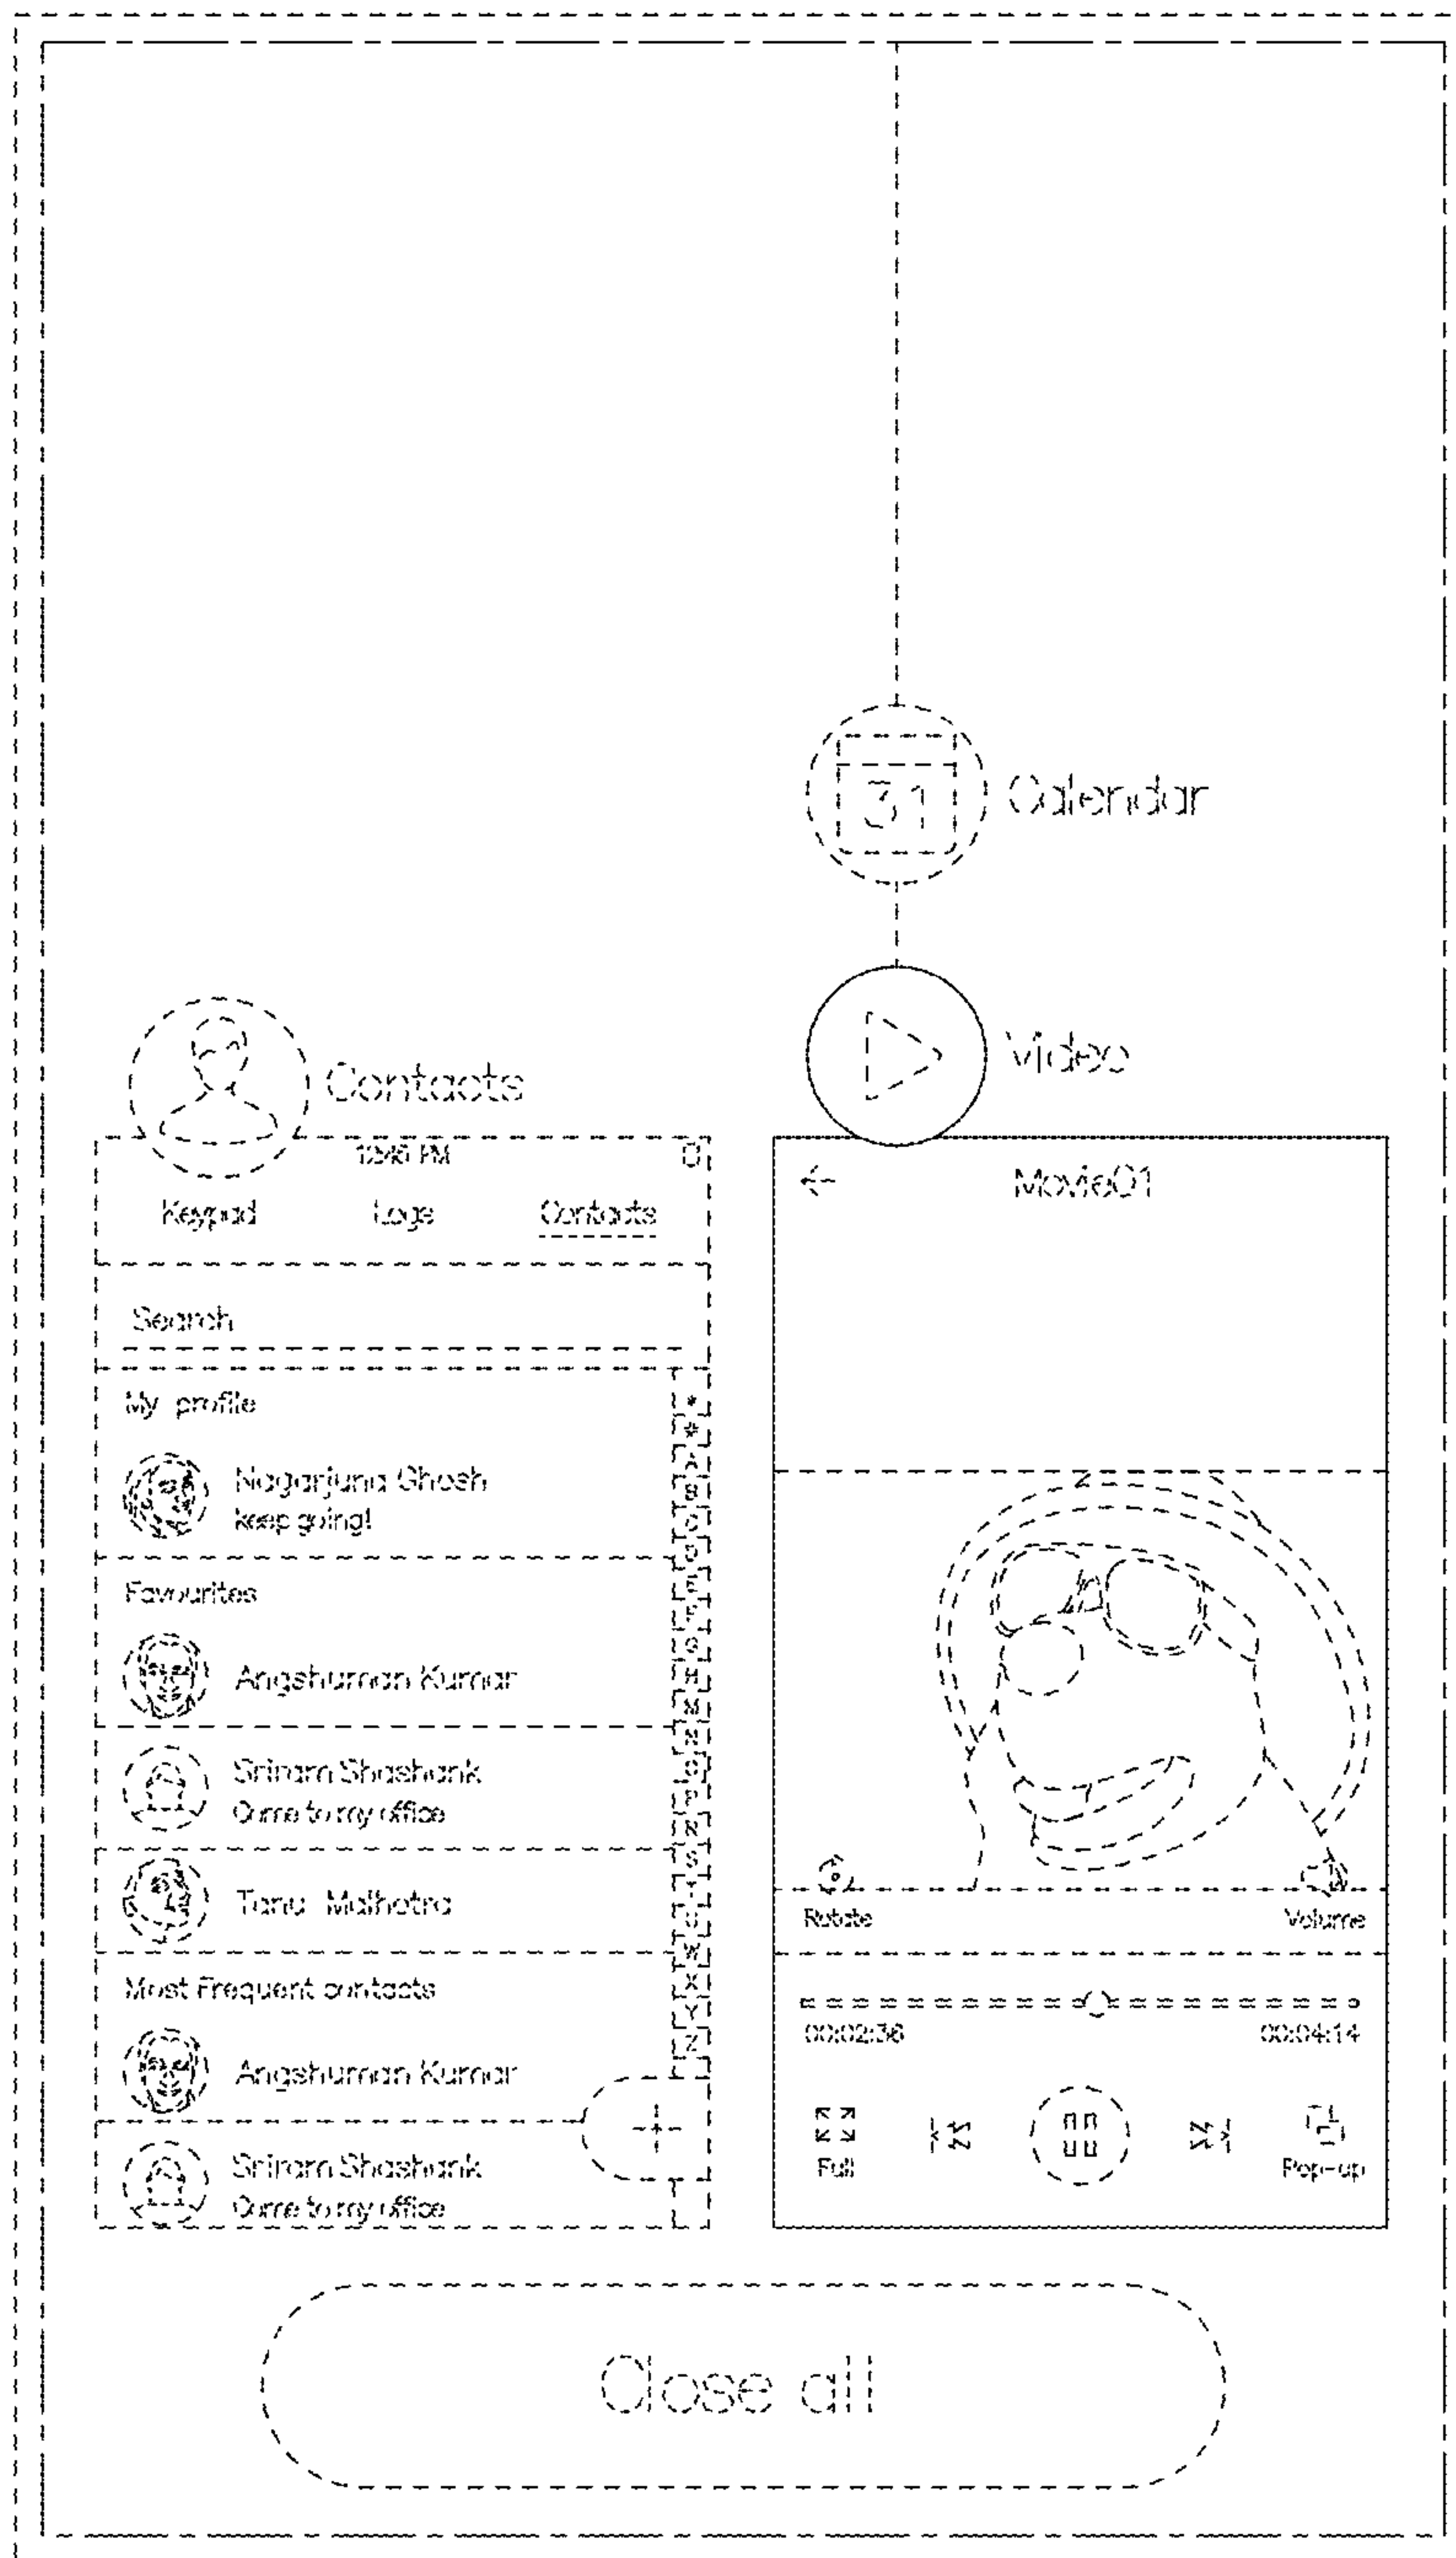 31 Calendar
Video
Contacts
12:46 PM
Keypad Logs Contacts
Search
My profile
Nagarjuna Ghosh
keep going!
Favourites
Angshuman Kumar
Sriram Shashank
Come to my office
Tanu Malhotra
Most Frequent contacts
Angshuman Kumar
Sriram Shashank
Come to my office
Movie01
Rotate Volume
00:02:36 00:04:14
Full Pop-up
Close all